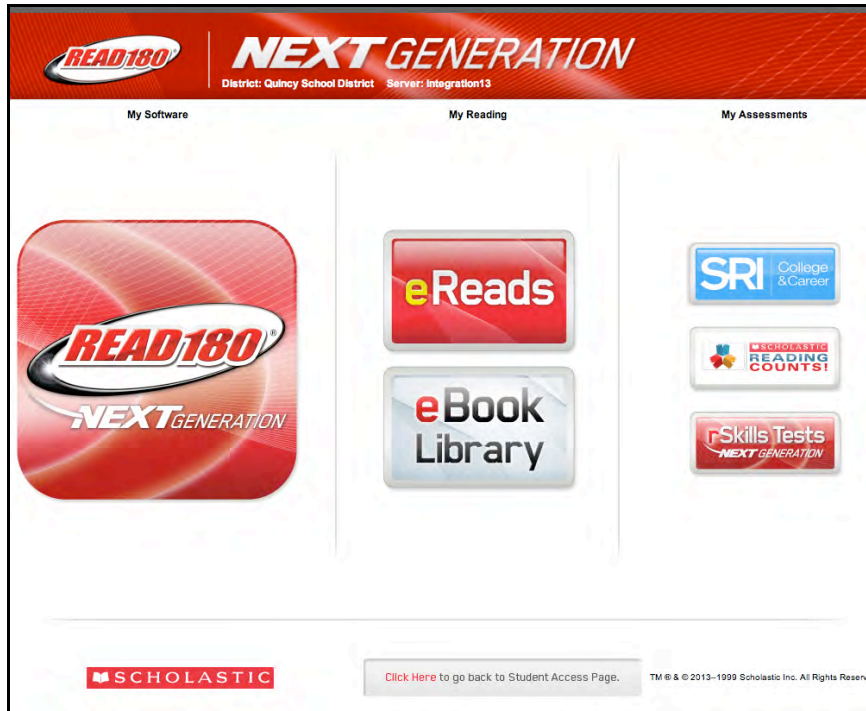 READ180®
NEXT GENERATION
District: Quincy School District Server: Integration13
My Software
My Reading
My Assessments
READ180®
NEXT GENERATION
eReads
eBook
Library
SRI College
& Career
SCHOLASTIC
READING
COUNTS!
rSkills Tests
NEXT GENERATION
SCHOLASTIC
Click Here to go back to Student Access Page.
TM ® & © 2013–1999 Scholastic Inc. All Rights Reserv